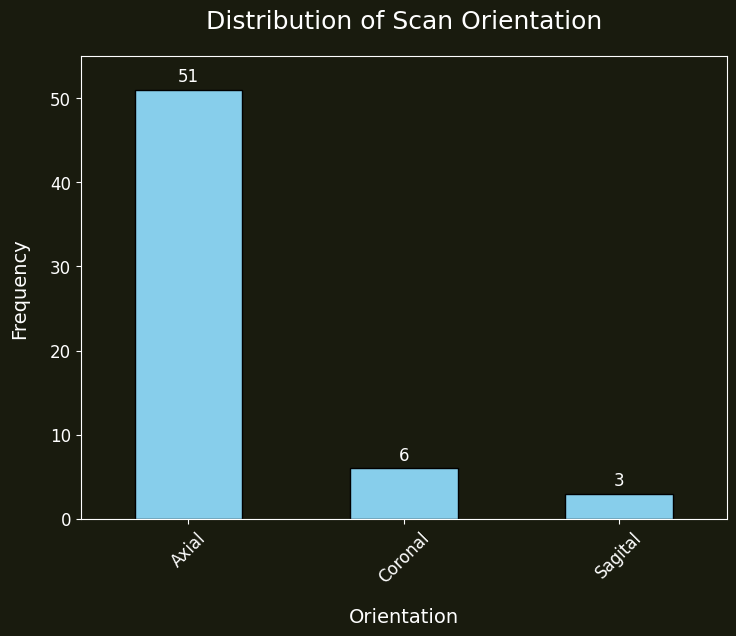 Distribution of Scan Orientation
Frequency
50
40
30
20
10
0
51
6
3
Axial
Coronal
Sagital
Orientation